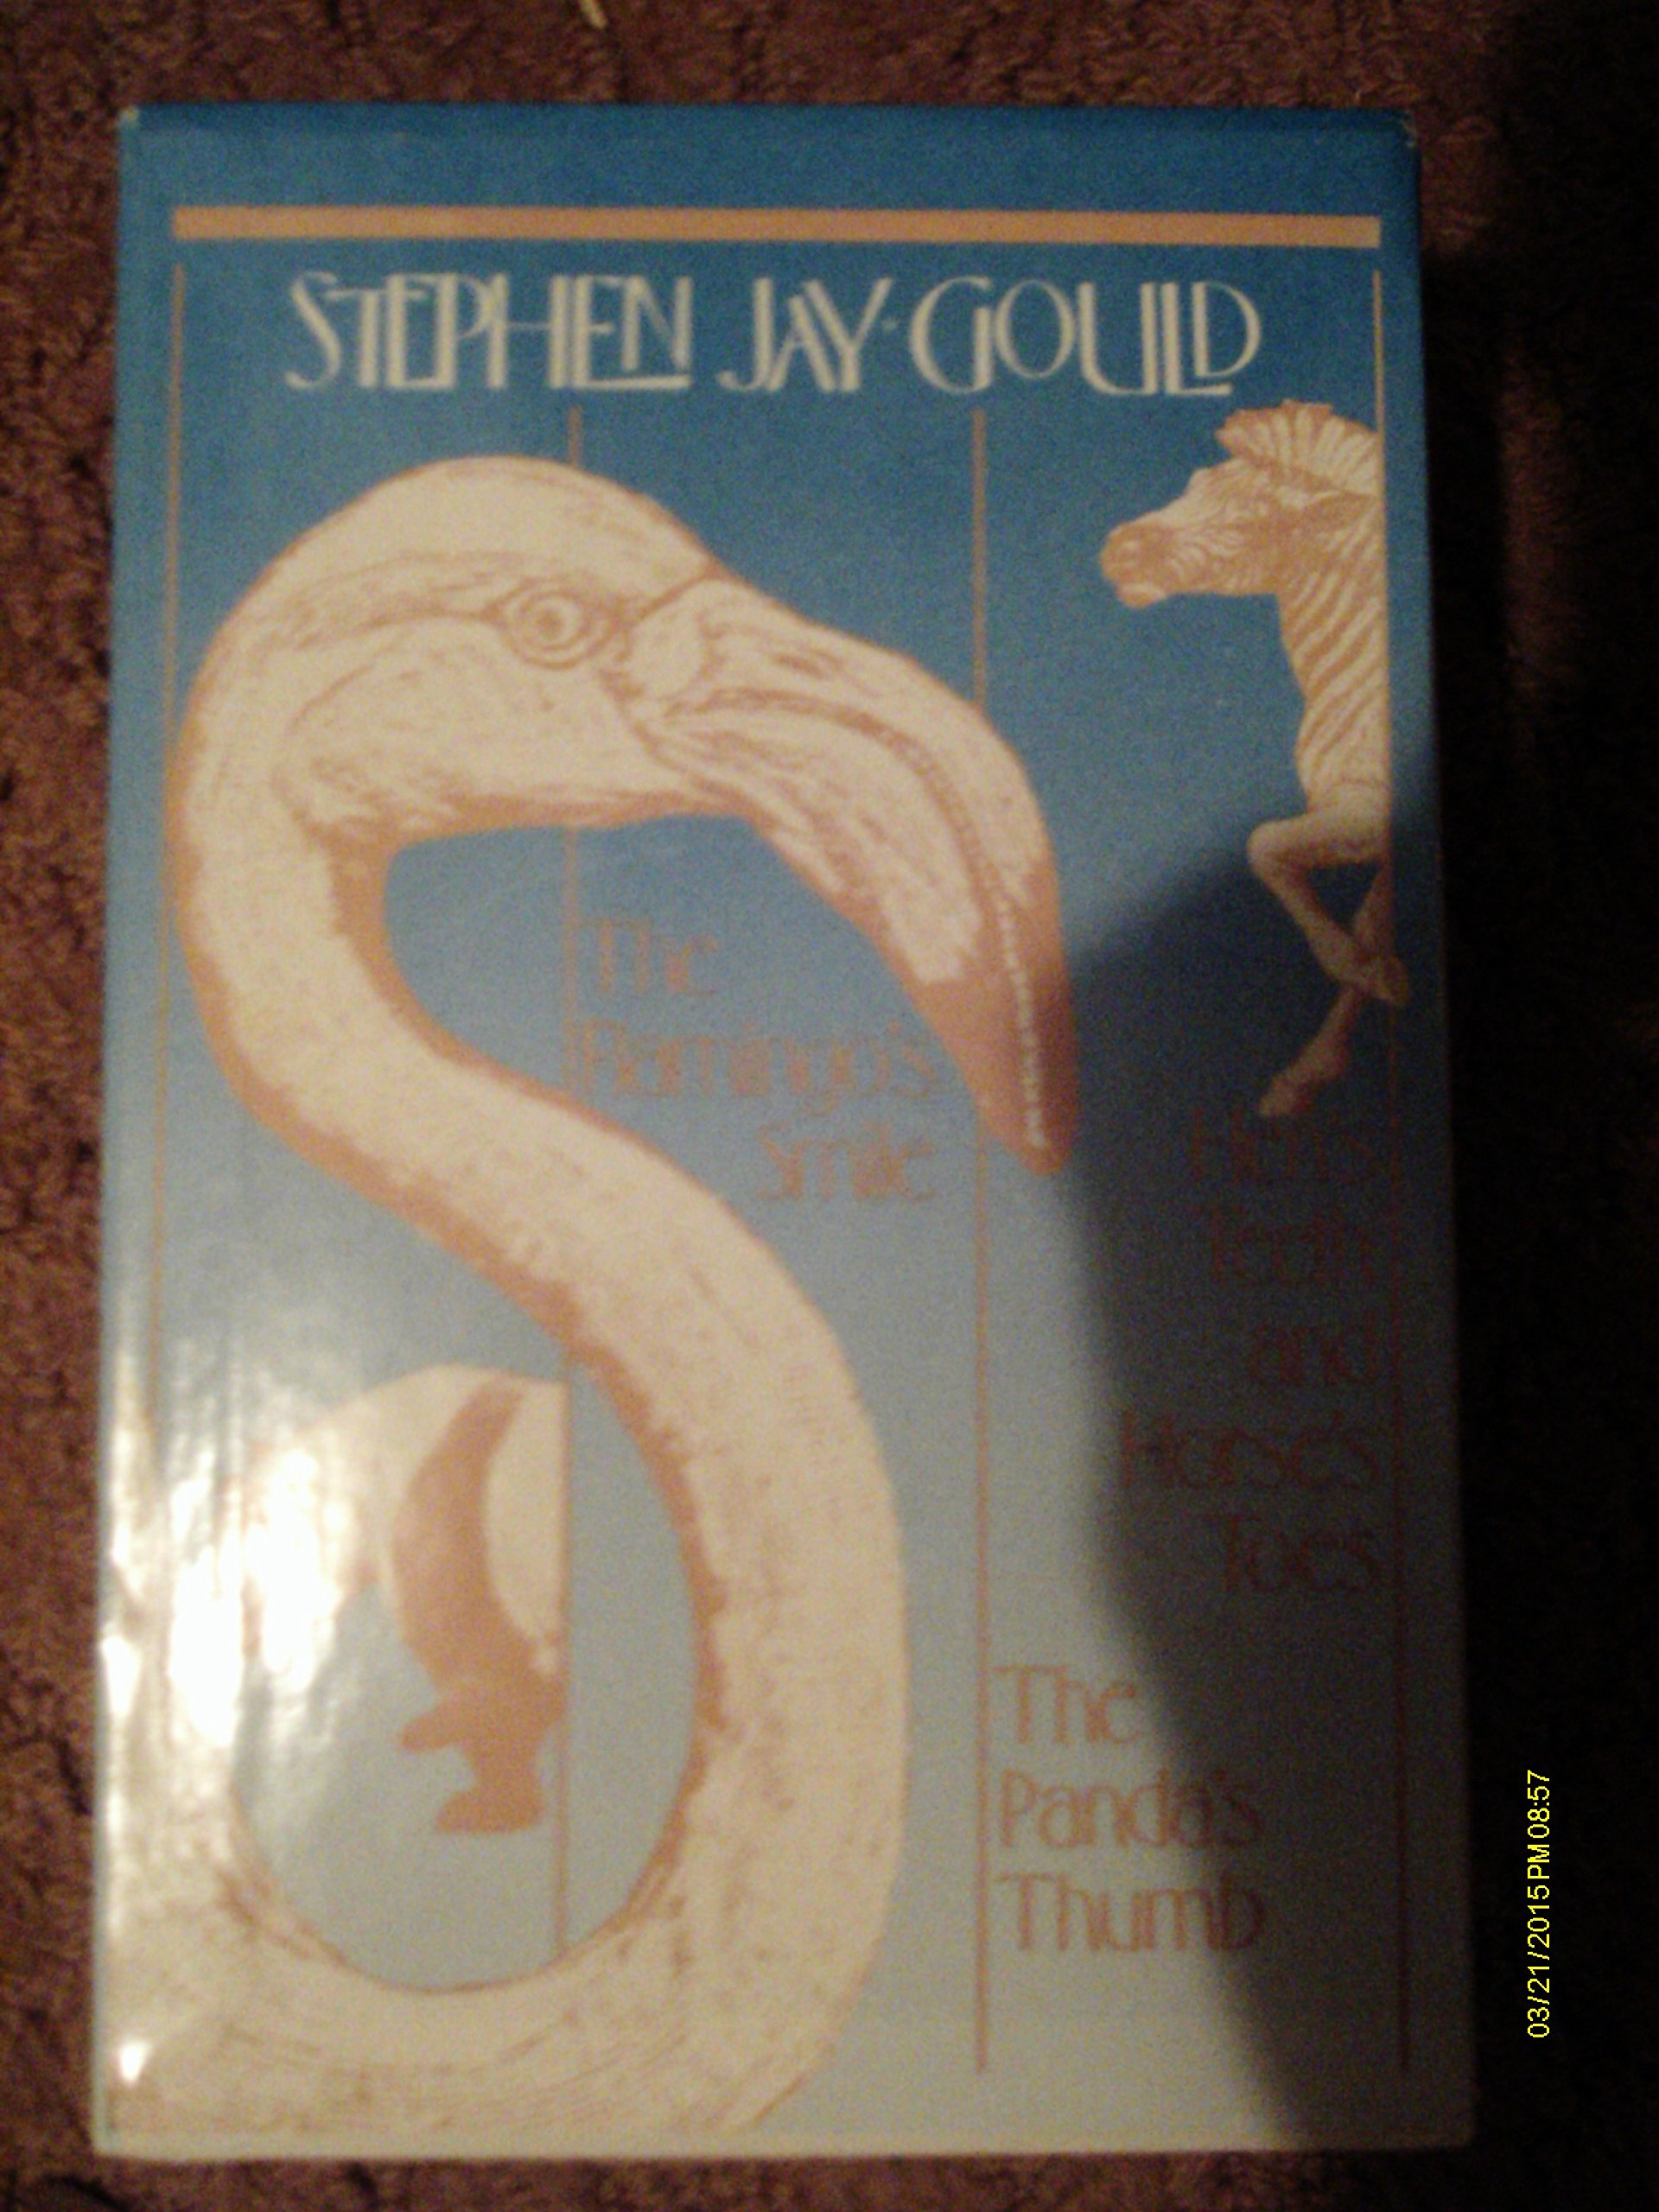 STEPHEN JAY GOULD
The
Flamingo's
Smile
Hen's
Teeth
and
Horse's
Toes
The
Panda's
Thumb
03/21/2015 PM 08:57